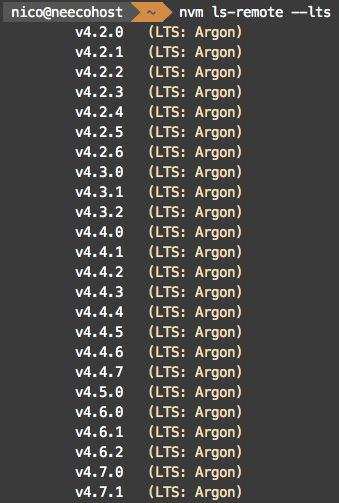 nico@neecohost ~ nvm ls-remote --lts
v4.2.0 (LTS: Argon)
v4.2.1 (LTS: Argon)
v4.2.2 (LTS: Argon)
v4.2.3 (LTS: Argon)
v4.2.4 (LTS: Argon)
v4.2.5 (LTS: Argon)
v4.2.6 (LTS: Argon)
v4.3.0 (LTS: Argon)
v4.3.1 (LTS: Argon)
v4.3.2 (LTS: Argon)
v4.4.0 (LTS: Argon)
v4.4.1 (LTS: Argon)
v4.4.2 (LTS: Argon)
v4.4.3 (LTS: Argon)
v4.4.4 (LTS: Argon)
v4.4.5 (LTS: Argon)
v4.4.6 (LTS: Argon)
v4.4.7 (LTS: Argon)
v4.5.0 (LTS: Argon)
v4.6.0 (LTS: Argon)
v4.6.1 (LTS: Argon)
v4.6.2 (LTS: Argon)
v4.7.0 (LTS: Argon)
v4.7.1 (LTS: Argon)